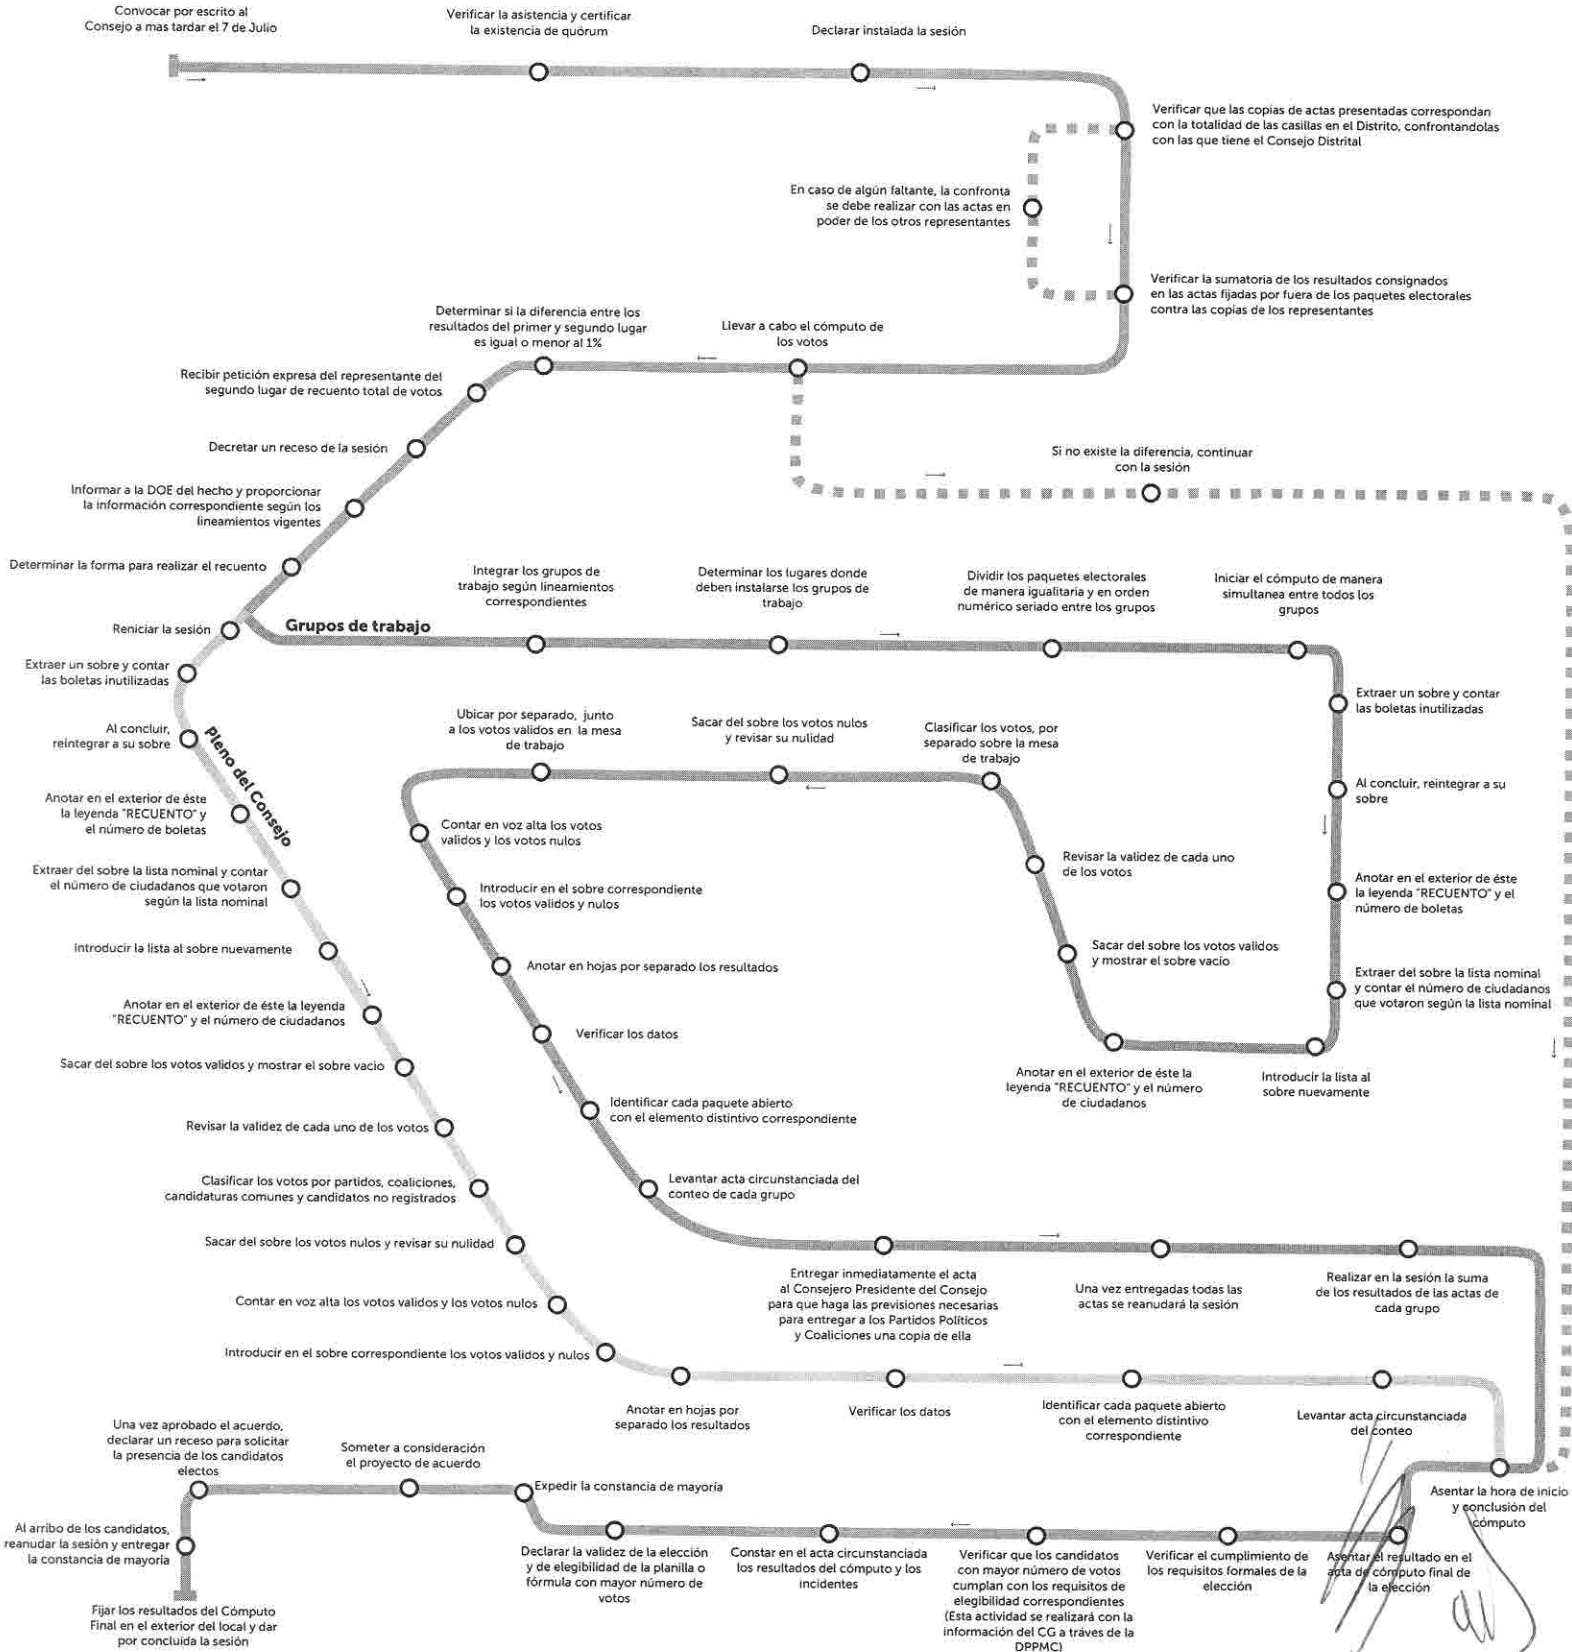 Convocar por escrito al
Consejo a mas tardar el 7 de Julio
Verificar la asistencia y certificar
la existencia de quórum
Declarar instalada la sesión
Verificar que las copias de actas presentadas correspondan
con la totalidad de las casillas en el Distrito, confrontandolas
con las que tiene el Consejo Distrital
En caso de algún faltante, la confronta
se debe realizar con las actas en
poder de los otros representantes
Verificar la sumatoria de los resultados consignados
en las actas fijadas por fuera de los paquetes electorales
contra las copias de los representantes
Llevar a cabo el cómputo de
los votos
Determinar si la diferencia entre los
resultados del primer y segundo lugar
es igual o menor al 1%
Recibir petición expresa del representante del
segundo lugar de recuento total de votos
Decretar un receso de la sesión
Si no existe la diferencia, continuar
con la sesión
Informar a la DOE del hecho y proporcionar
la información correspondiente según los
lineamientos vigentes
Determinar la forma para realizar el recuento
Grupos de trabajo
Integrar los grupos de
trabajo según lineamientos
correspondientes
Determinar los lugares donde
deben instalarse los grupos de
trabajo
Dividir los paquetes electorales
de manera igualitaria y en orden
numérico seriado entre los grupos
Iniciar el cómputo de manera
simultanea entre todos los
grupos
Extraer un sobre y contar
las boletas inutilizadas
Al concluir, reintegrar a su
sobre
Anotar en el exterior de éste
la leyenda "RECUENTO" y el
número de boletas
Extraer del sobre la lista nominal
y contar el número de ciudadanos
que votaron según la lista nominal
Introducir la lista al
sobre nuevamente
Anotar en el exterior de éste la
leyenda "RECUENTO" y el número
de ciudadanos
Sacar del sobre los votos validos
y mostrar el sobre vacio
Revisar la validez de cada uno
de los votos
Clasificar los votos, por
separado sobre la mesa
de trabajo
Sacar del sobre los votos nulos
y revisar su nulidad
Ubicar por separado, junto
a los votos validos en la mesa
de trabajo
Contar en voz alta los votos
validos y los votos nulos
Introducir en el sobre correspondiente
los votos validos y nulos
Anotar en hojas por separado los resultados
Verificar los datos
Identificar cada paquete abierto
con el elemento distintivo correspondiente
Levantar acta circunstanciada del
conteo de cada grupo
Entregar inmediatamente el acta
al Consejero Presidente del Consejo
para que haga las previsiones necesarias
para entregar a los Partidos Políticos
y Coaliciones una copia de ella
Una vez entregadas todas las
actas se reanudará la sesión
Realizar en la sesión la suma
de los resultados de las actas de
cada grupo
Pleno del Consejo
Reniciar la sesión
Extraer un sobre y contar
las boletas inutilizadas
Al concluir,
reintegrar a su sobre
Anotar en el exterior de éste
la leyenda "RECUENTO" y
el número de boletas
Extraer del sobre la lista nominal y contar
el número de ciudadanos que votaron
según la lista nominal
Introducir la lista al sobre nuevamente
Anotar en el exterior de éste la leyenda
"RECUENTO" y el número de ciudadanos
Sacar del sobre los votos validos y mostrar el sobre vacio
Revisar la validez de cada uno de los votos
Clasificar los votos por partidos, coaliciones,
candidaturas comunes y candidatos no registrados
Sacar del sobre los votos nulos y revisar su nulidad
Contar en voz alta los votos validos y los votos nulos
Introducir en el sobre correspondiente los votos validos y nulos
Anotar en hojas por
separado los resultados
Verificar los datos
Identificar cada paquete abierto
con el elemento distintivo
correspondiente
Levantar acta circunstanciada
del conteo
Asentar la hora de inicio
y conclusión del
cómputo
Asentar el resultado en el
acta de cómputo final de
la elección
Verificar el cumplimiento de
los requisitos formales de la
elección
Verificar que los candidatos
con mayor número de votos
cumplan con los requisitos de
elegibilidad correspondientes
(Esta actividad se realizará con la
información del CG a tráves de la
DPPMC)
Constar en el acta circunstanciada
los resultados del cómputo y los
incidentes
Declarar la validez de la elección
y de elegibilidad de la planilla o
fórmula con mayor número de
votos
Expedir la constancia de mayoría
Someter a consideración
el proyecto de acuerdo
Una vez aprobado el acuerdo,
declarar un receso para solicitar
la presencia de los candidatos
electos
Al arribo de los candidatos,
reanudar la sesión y entregar
la constancia de mayoria
Fijar los resultados del Cómputo
Final en el exterior del local y dar
por concluída la sesión